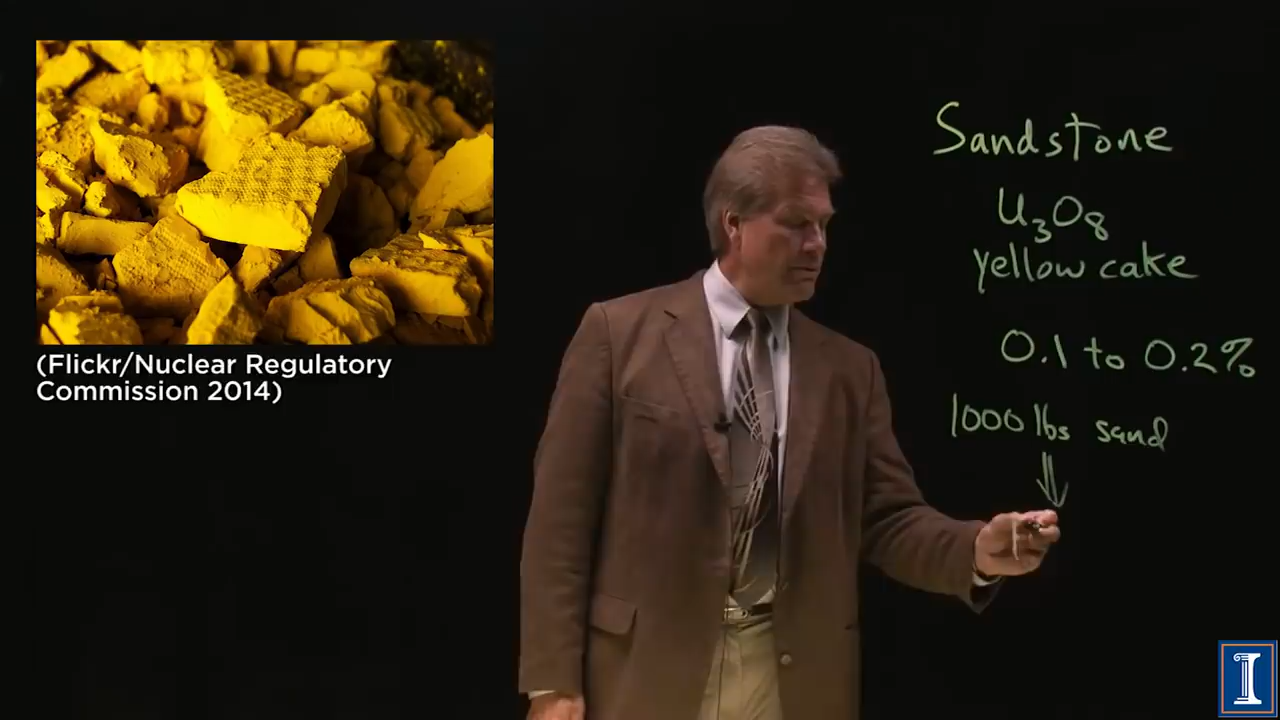 (Flickr/Nuclear Regulatory
Commission 2014)
Sandstone
U₃O₈
yellow cake
0.1 to 0.2%
1000 lbs sand